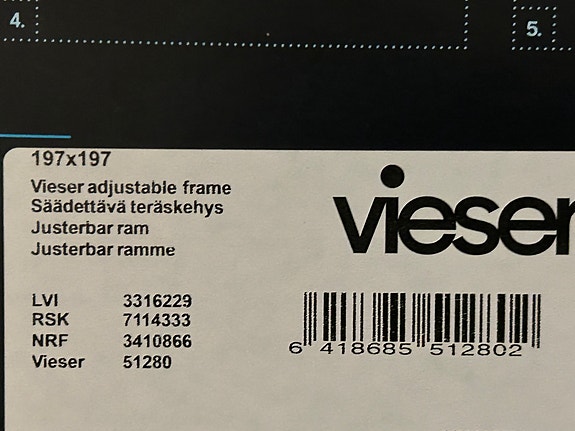 4.
5.
197x197
Vieser adjustable frame
Säädettävä teräskehys
Justerbar ram
Justerbar ramme
vieser
LVI 3316229
RSK 7114333
NRF 3410866
Vieser 51280
6 418685 512802